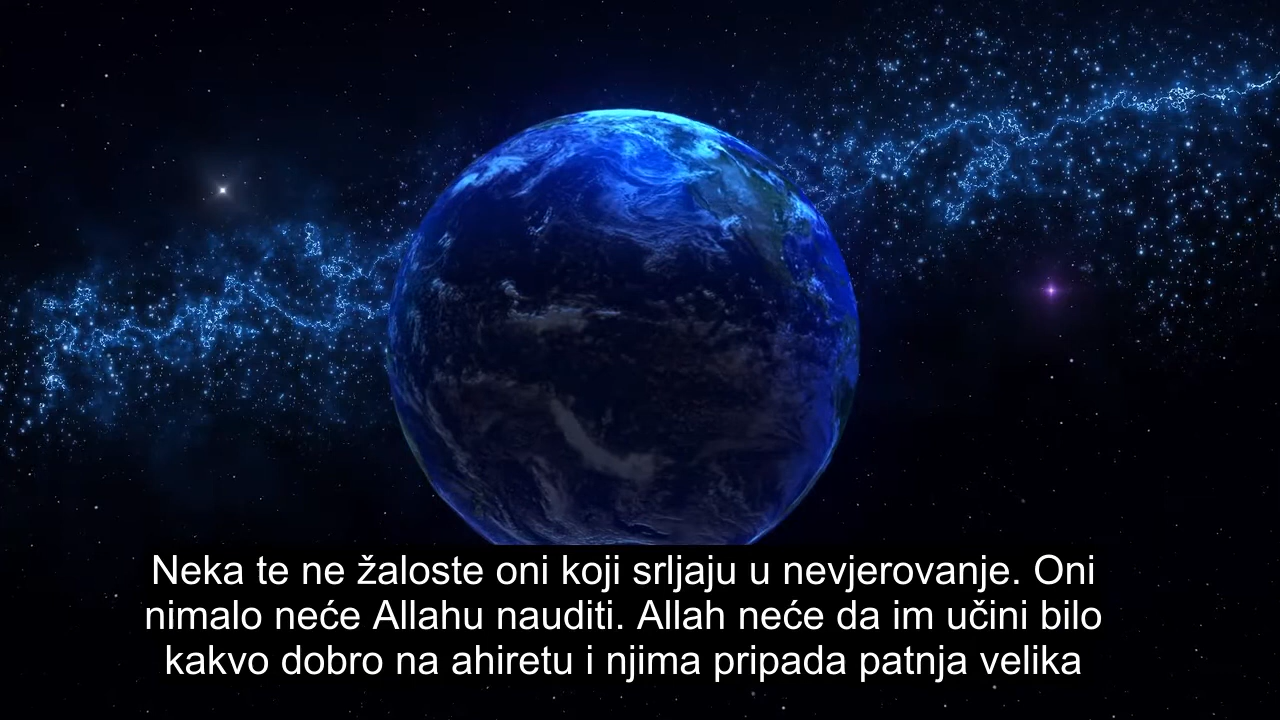 Neka te ne žaloste oni koji srljaju u nevjerovanje. Oni
nimalo neće Allahu nauditi. Allah neće da im učini bilo
kakvo dobro na ahiretu i njima pripada patnja velika